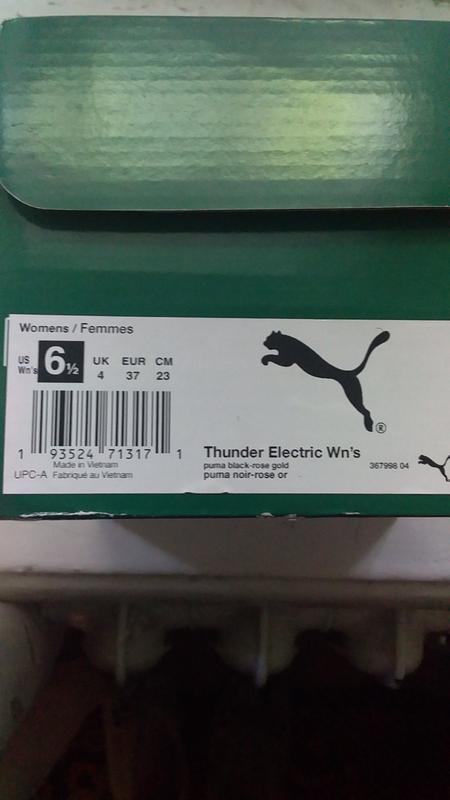 Womens / Femmes
US Wn's 6½ UK 4 EUR 37 CM 23
1 93524 71317 1
UPC-A Made in Vietnam
Fabriqué au Vietnam
®
Thunder Electric Wn's
puma black-rose gold 367998 04
puma noir-rose or